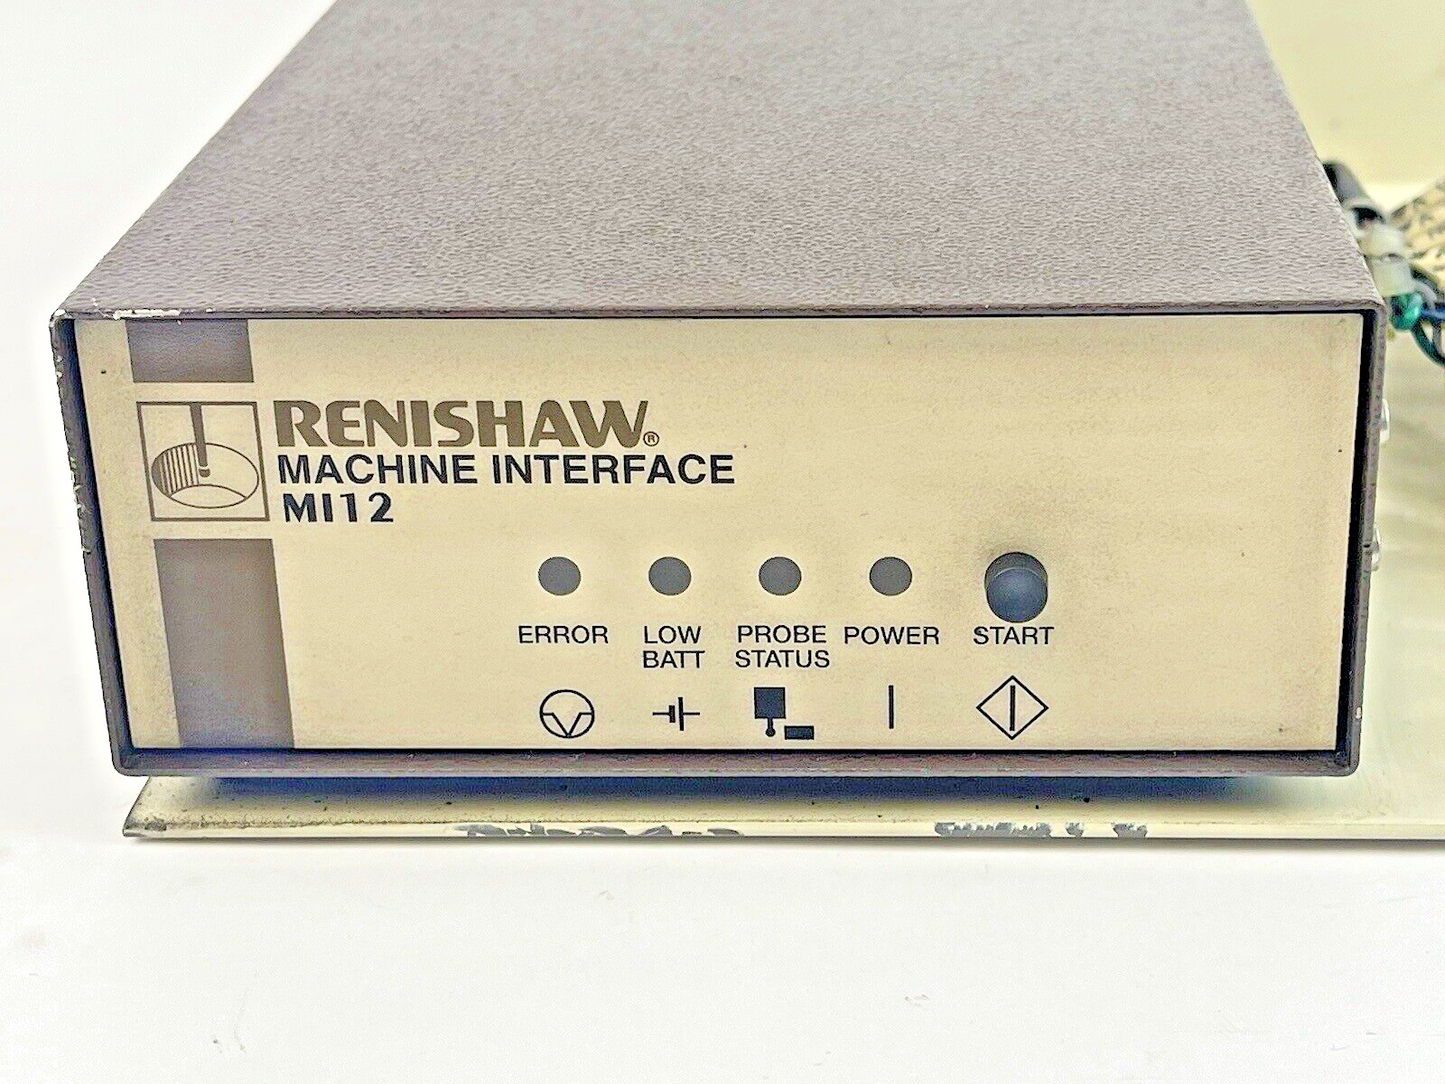 RENISHAW®
MACHINE INTERFACE
MI12
ERROR
LOW
BATT
PROBE
STATUS
POWER
START